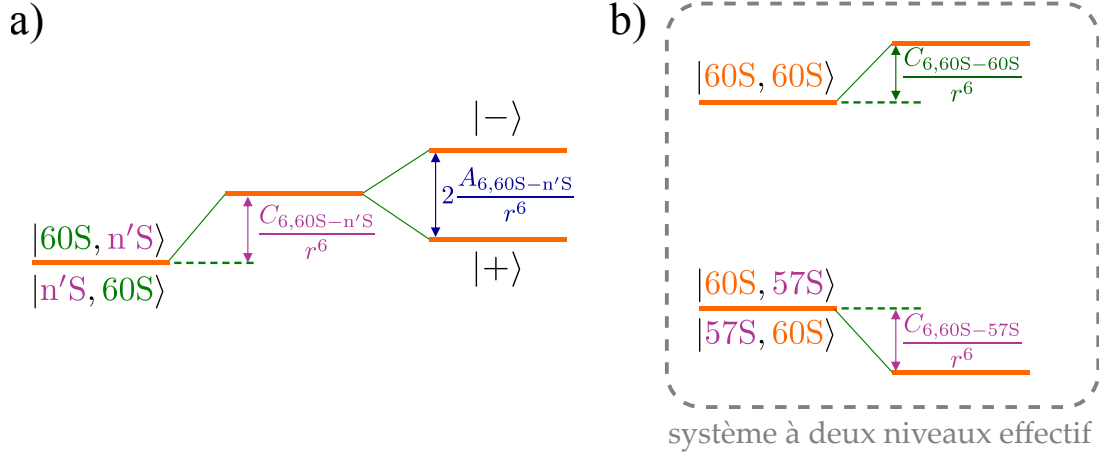 a)
|60S, n′S⟩
|n′S, 60S⟩
C6,60S−n′S
r6
|−⟩
2 A6,60S−n′S
r6
|+⟩
b)
|60S, 60S⟩
C6,60S−60S
r6
|60S, 57S⟩
|57S, 60S⟩
C6,60S−57S
r6
système à deux niveaux effectif